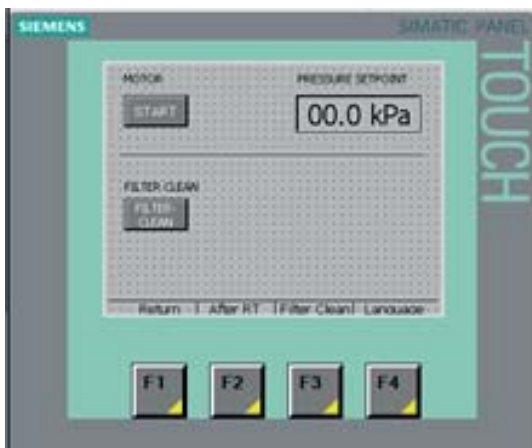 SIEMENS
SIMATIC PANEL
TOUCH
MOTOR
PRESSURE SETPOINT
START
00.0 kPa
FILTER CLEAN
FILTER
CLEAN
Return | After RT | Filter Clean | Language
F1 F2 F3 F4